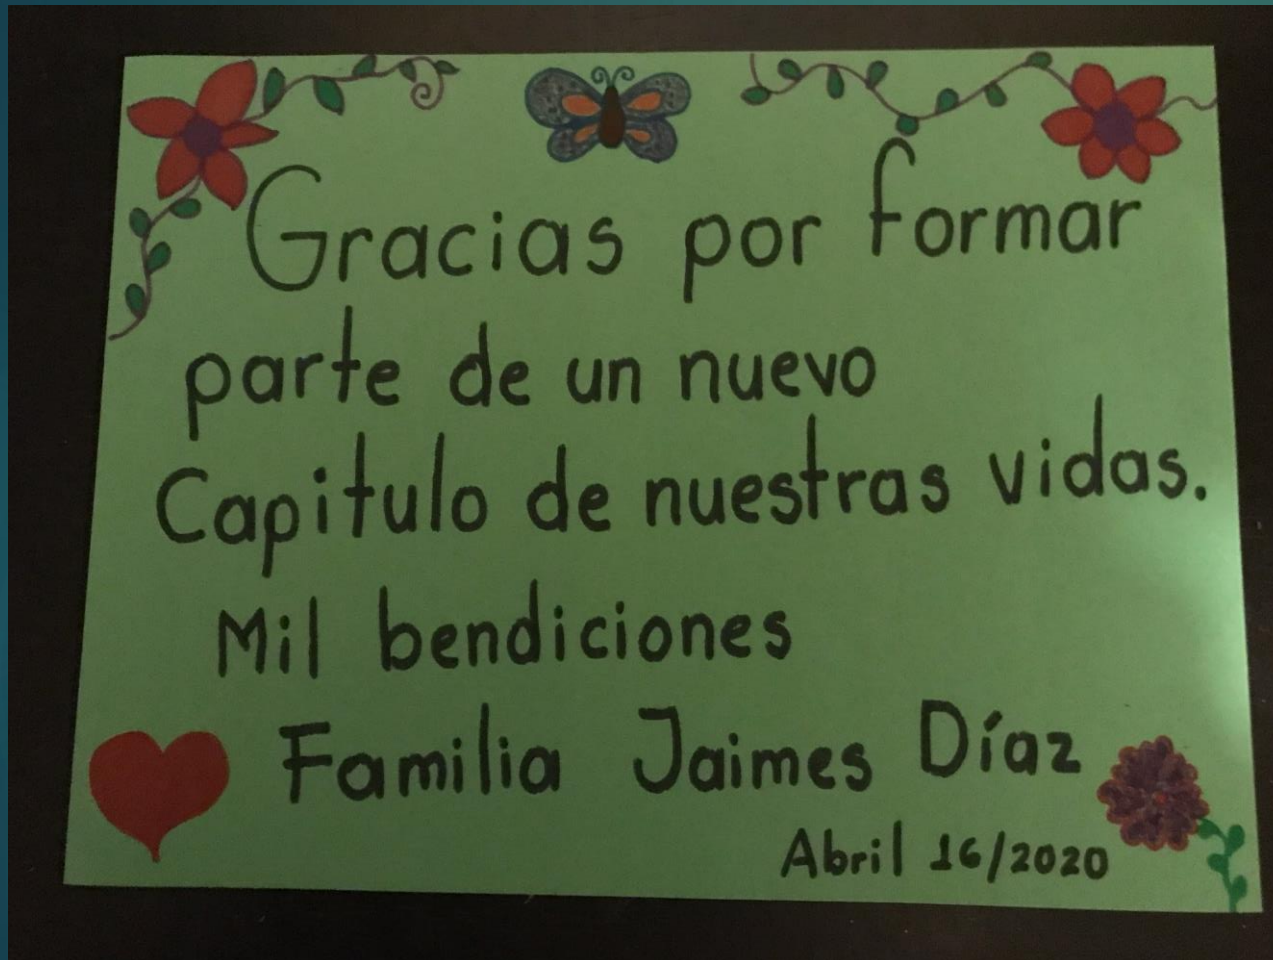 Gracias por formar
parte de un nuevo
Capitulo de nuestras vidas.
Mil bendiciones
Familia Jaimes Díaz
Abril 16/2020